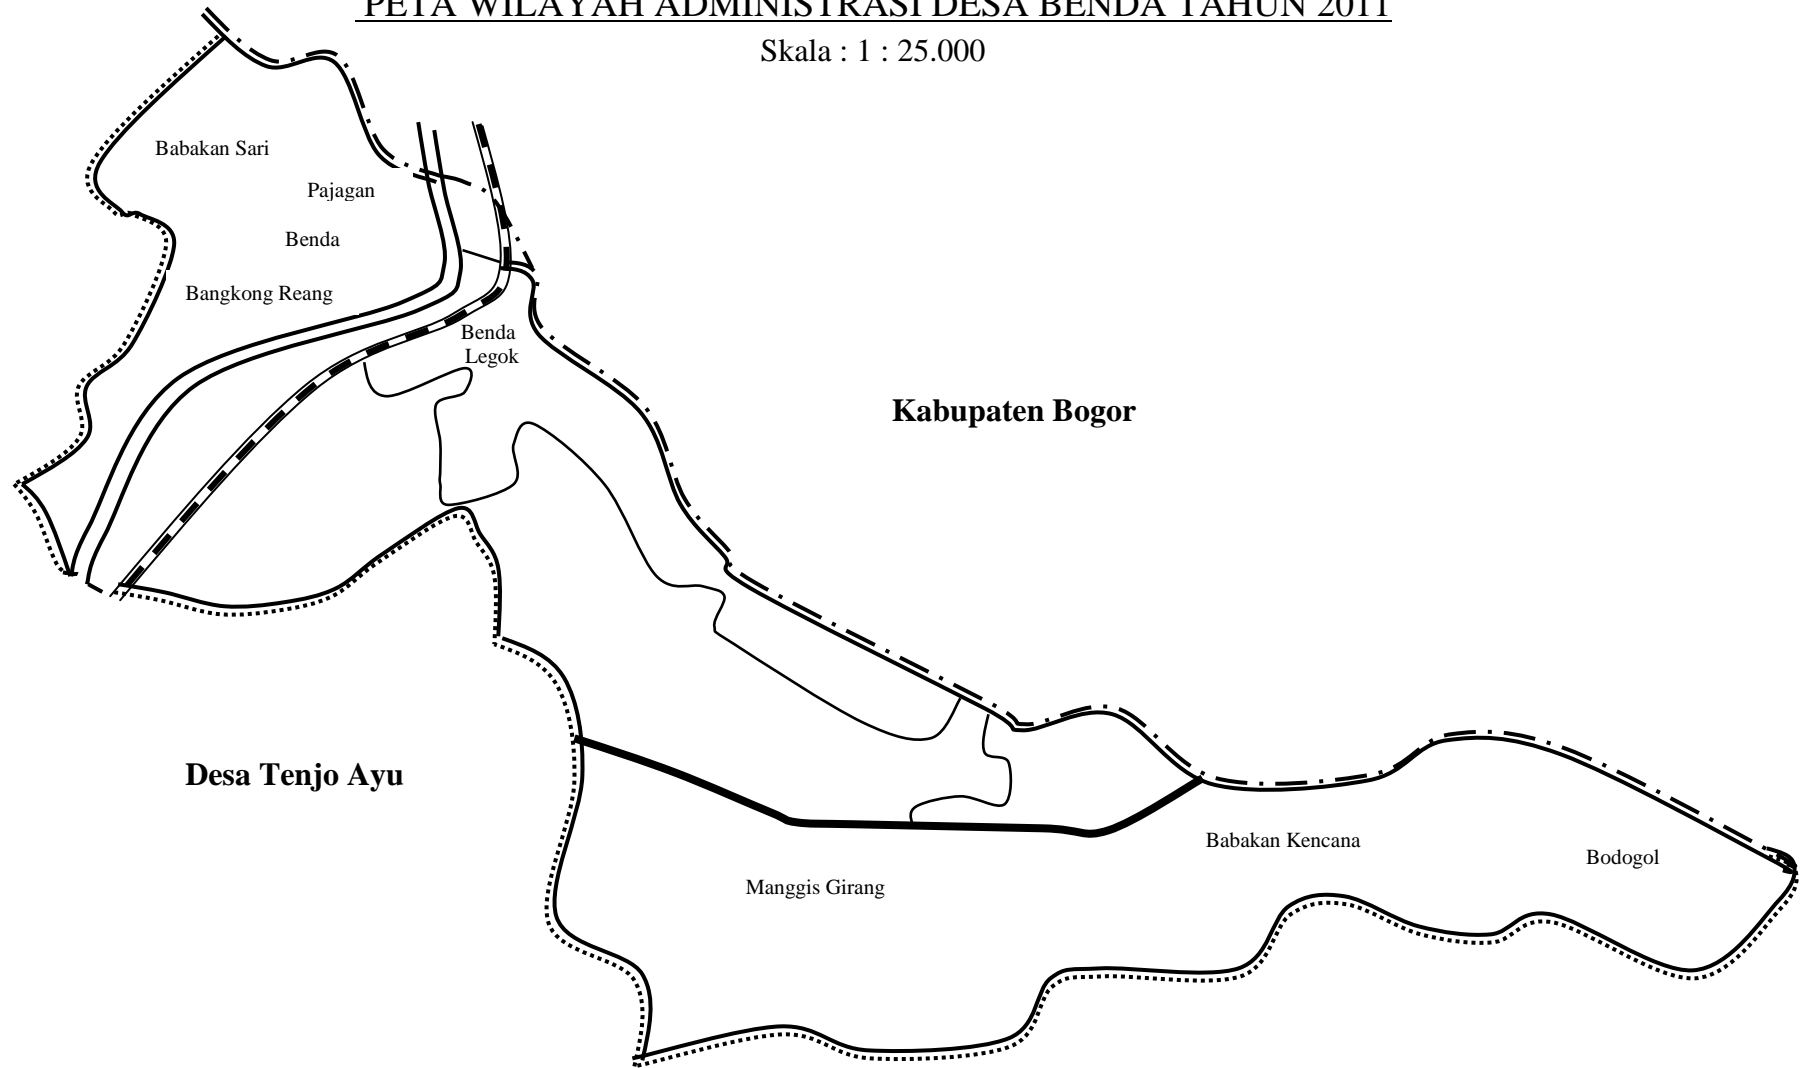 PETA WILAYAH ADMINISTRASI DESA BENDA TAHUN 2011
Skala : 1 : 25.000
Babakan Sari
Pajagan
Benda
Bangkong Reang
Benda
Legok
Kabupaten Bogor
Desa Tenjo Ayu
Babakan Kencana
Bodogol
Manggis Girang